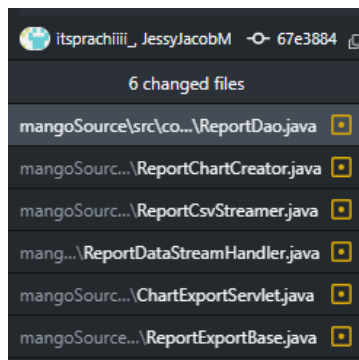 itsprachiiii_, JessyJacobM 67e3884
6 changed files
mangoSource\src\co...\ReportDao.java
mangoSourc...\ReportChartCreator.java
mangoSourc...\ReportCsvStreamer.java
mang...\ReportDataStreamHandler.java
mangoSourc...\ChartExportServlet.java
mangoSource...\ReportExportBase.java